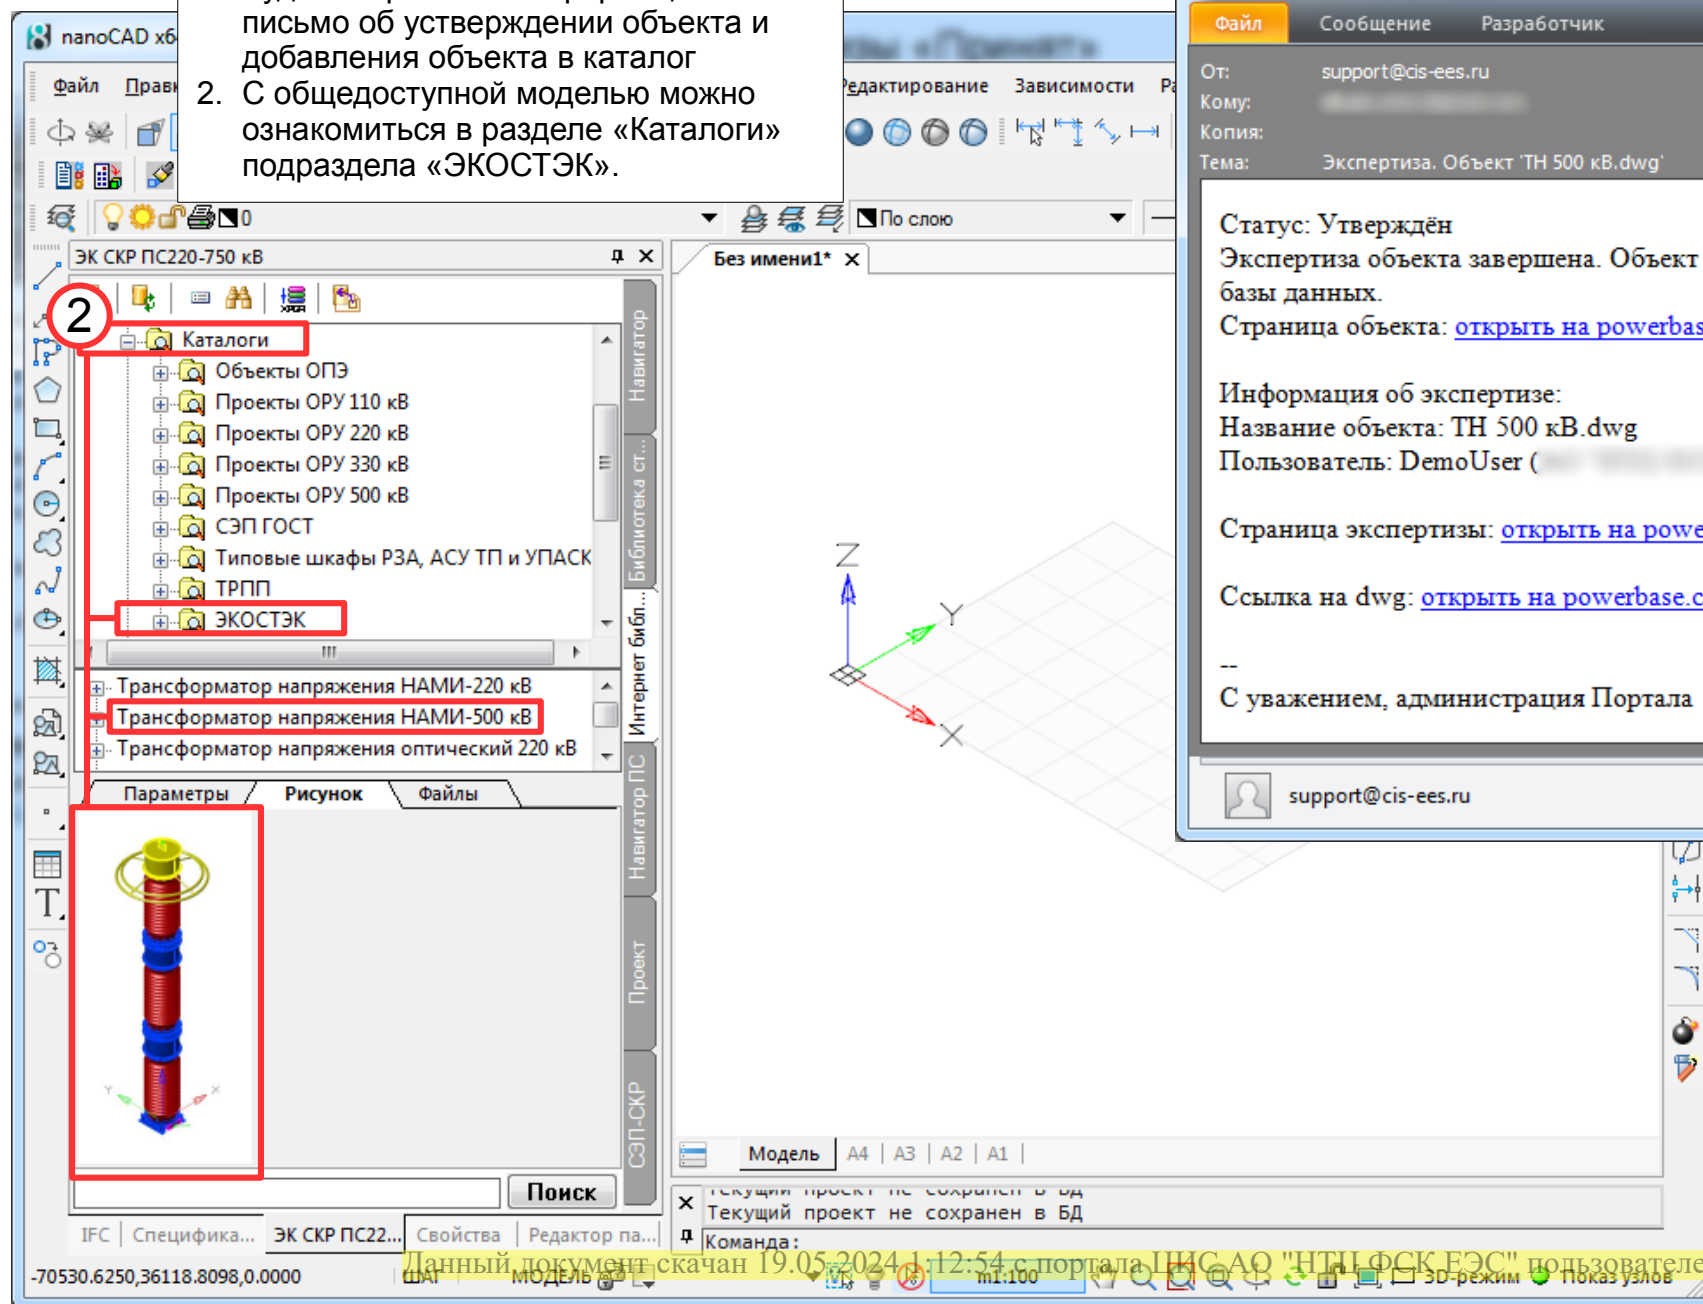 письмо об устверждении объекта и
добавления объекта в каталог
2. С общедоступной моделью можно
ознакомиться в разделе «Каталоги»
подраздела «ЭКОСТЭК».
nanoCAD x6
Файл
Редактирование Зависимости
0
По слою
ЭК СКР ПС220-750 кВ
2
Каталоги
Объекты ОПЭ
Проекты ОРУ 110 кВ
Проекты ОРУ 220 кВ
Проекты ОРУ 330 кВ
Проекты ОРУ 500 кВ
СЭП ГОСТ
Типовые шкафы РЗА, АСУ ТП и УПАСК
ТРПП
ЭКОСТЭК
Трансформатор напряжения НАМИ-220 кВ
Трансформатор напряжения НАМИ-500 кВ
Трансформатор напряжения оптический 220 кВ
Параметры Рисунок Файлы
Y X
Поиск
IFC Специфика... ЭК СКР ПС22... Свойства Редактор па...
Навигатор
Библиотека ст...
Интернет библ...
Навигатор ПС
Проект
СЭП-СКР
Без имени1*
Z
Y
X
Модель А4 А3 А2 А1
Текущий проект не сохранен в БД
Текущий проект не сохранен в БД
Команда:
-70530.6250,36118.8098,0.0000 ШАГ МОДЕЛЬ m1:100 3D-режим Показ узлов
Данный документ скачан 19.05.2024 1:12:54 с портала ЦИС АО "НТЦ ФСК ЕЭС" пользователе
Файл Сообщение Разработчик
От: support@cis-ees.ru
Кому:
Копия:
Тема: Экспертиза. Объект 'ТН 500 кВ.dwg'
Статус: Утверждён
Экспертиза объекта завершена. Объект
базы данных.
Страница объекта: открыть на powerbas
Информация об экспертизе:
Название объекта: ТН 500 кВ.dwg
Пользователь: DemoUser (
Страница экспертизы: открыть на powe
Ссылка на dwg: открыть на powerbase.c
--
С уважением, администрация Портала
support@cis-ees.ru